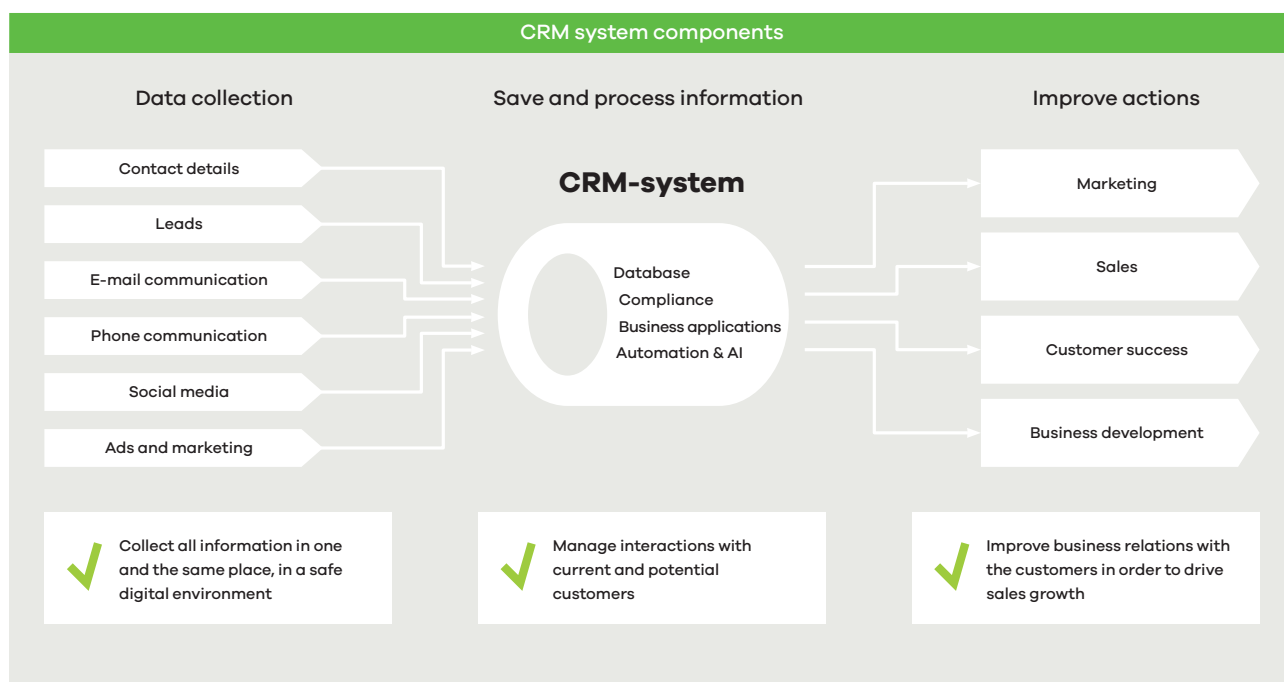 CRM system components
Data collection
Save and process information
Improve actions
Contact details
Leads
E-mail communication
Phone communication
Social media
Ads and marketing
CRM-system
Database
Compliance
Business applications
Automation & AI
Marketing
Sales
Customer success
Business development
Collect all information in one
and the same place, in a safe
digital environment
Manage interactions with
current and potential
customers
Improve business relations with
the customers in order to drive
sales growth